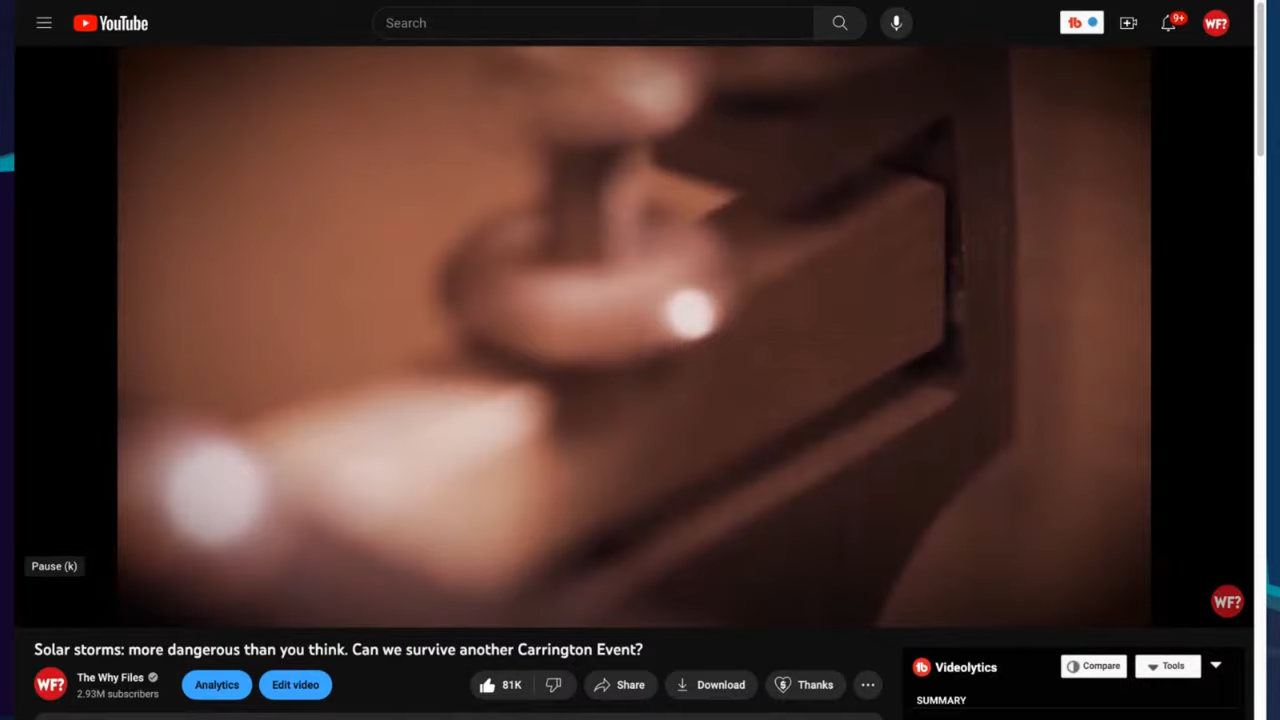 YouTube
Search
9+
WF?
Pause (k)
WF?
Solar storms: more dangerous than you think. Can we survive another Carrington Event?
WF?
The Why Files
2.93M subscribers
Analytics
Edit video
81K
Share
Download
Thanks
Videolytics
Compare
Tools
SUMMARY